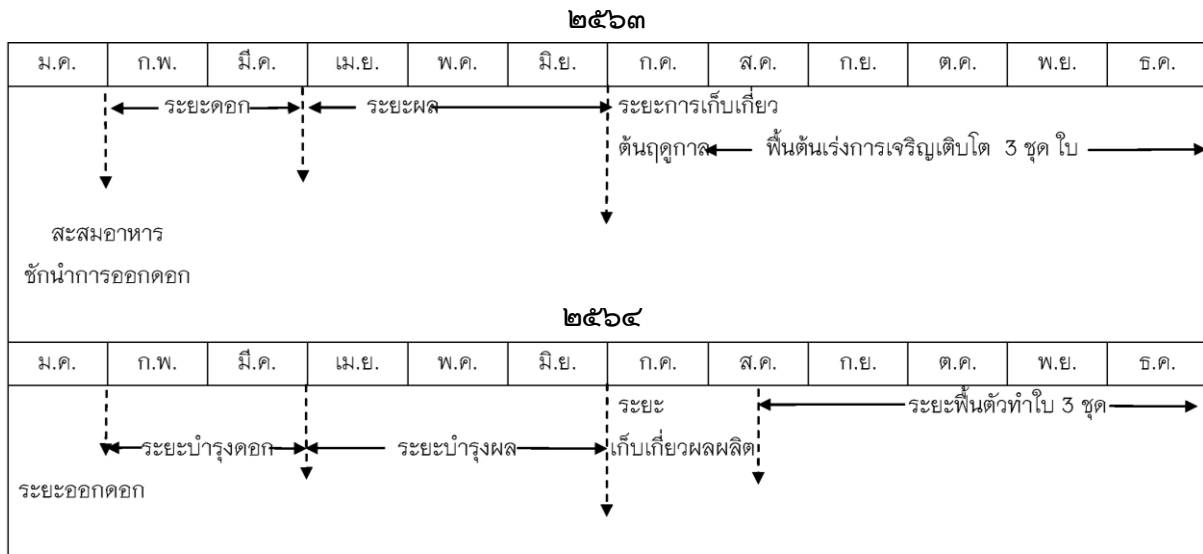 ๒๕๖๓
ม.ค. ก.พ. มี.ค. เม.ย. พ.ค. มิ.ย. ก.ค. ส.ค. ก.ย. ต.ค. พ.ย. ธ.ค.
ระยะดอก ระยะผล ระยะการเก็บเกี่ยว
ต้นฤดูกาล ฟื้นต้นเร่งการเจริญเติบโต 3 ชุด ใบ
สะสมอาหาร
ชักนำการออกดอก
๒๕๖๔
ม.ค. ก.พ. มี.ค. เม.ย. พ.ค. มิ.ย. ก.ค. ส.ค. ก.ย. ต.ค. พ.ย. ธ.ค.
ระยะ ระยะฟื้นตัวทำใบ 3 ชุด
ระยะบำรุงดอก ระยะบำรุงผล เก็บเกี่ยวผลผลิต
ระยะออกดอก